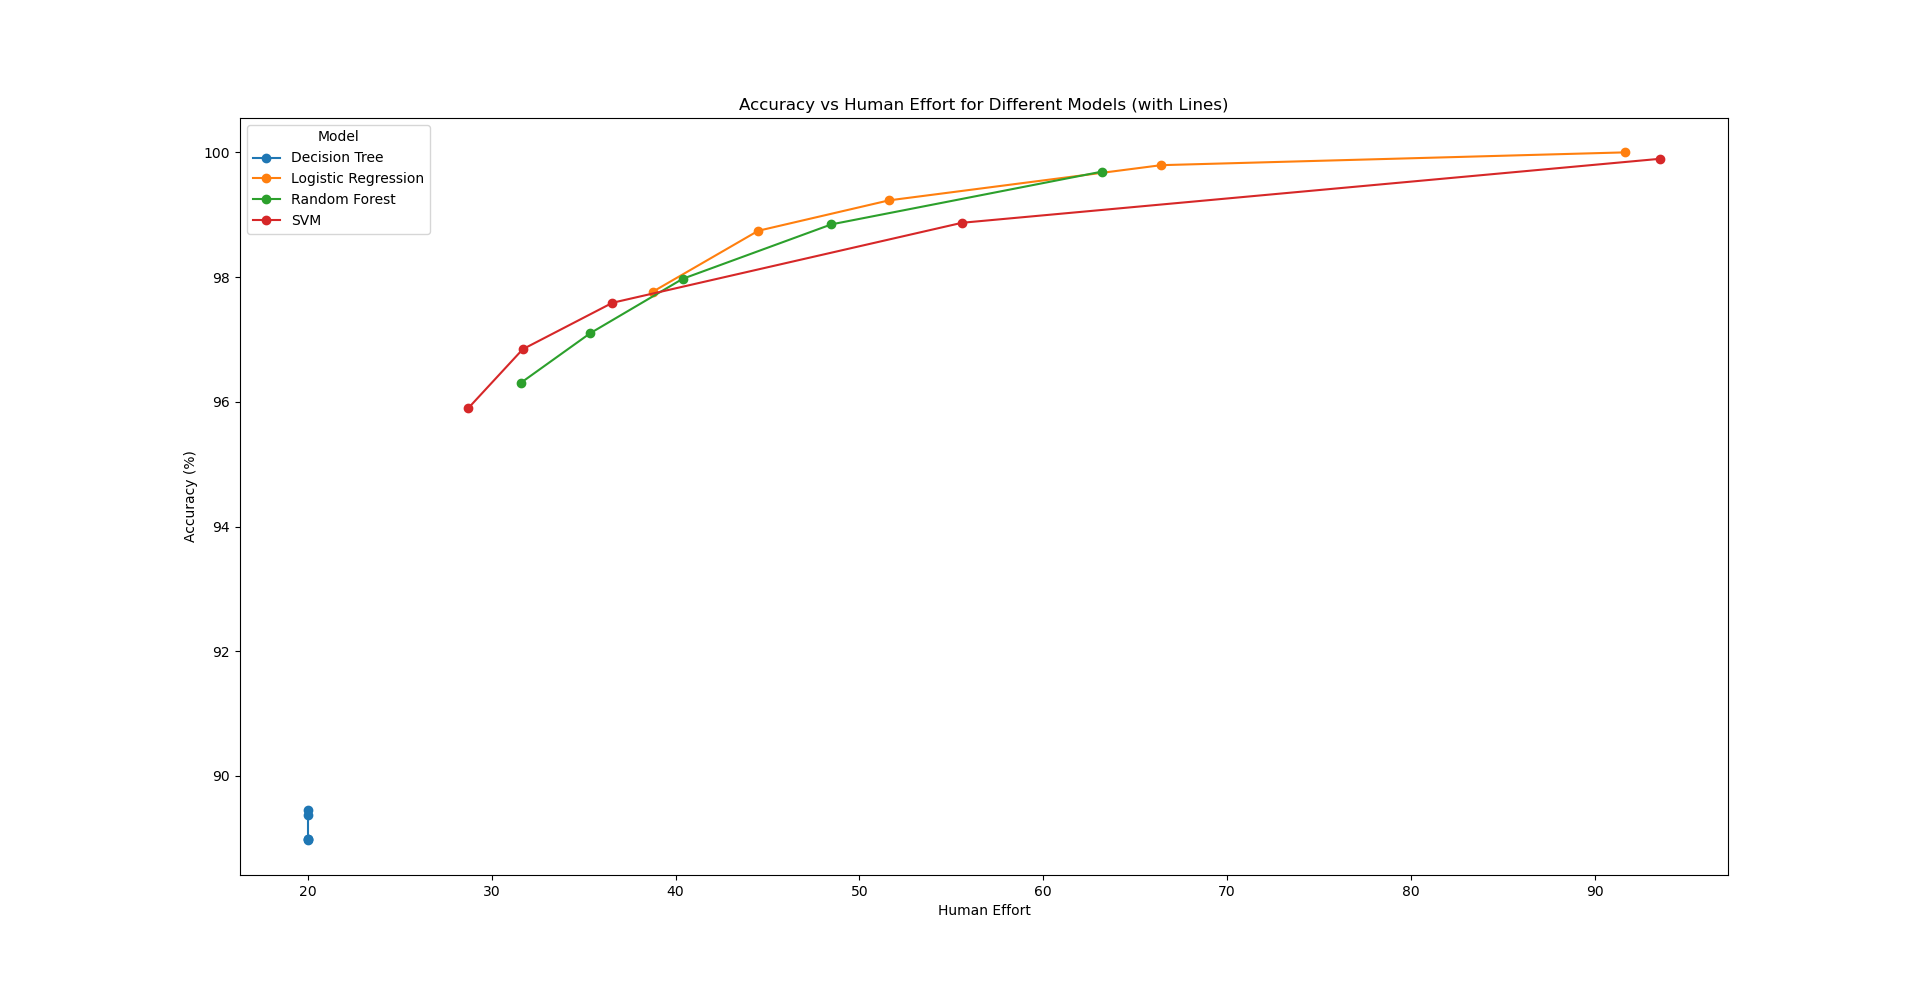 Accuracy vs Human Effort for Different Models (with Lines)
Model
Decision Tree
Logistic Regression
Random Forest
SVM
Accuracy (%)
100
98
96
94
92
90
20 30 40 50 60 70 80 90
Human Effort